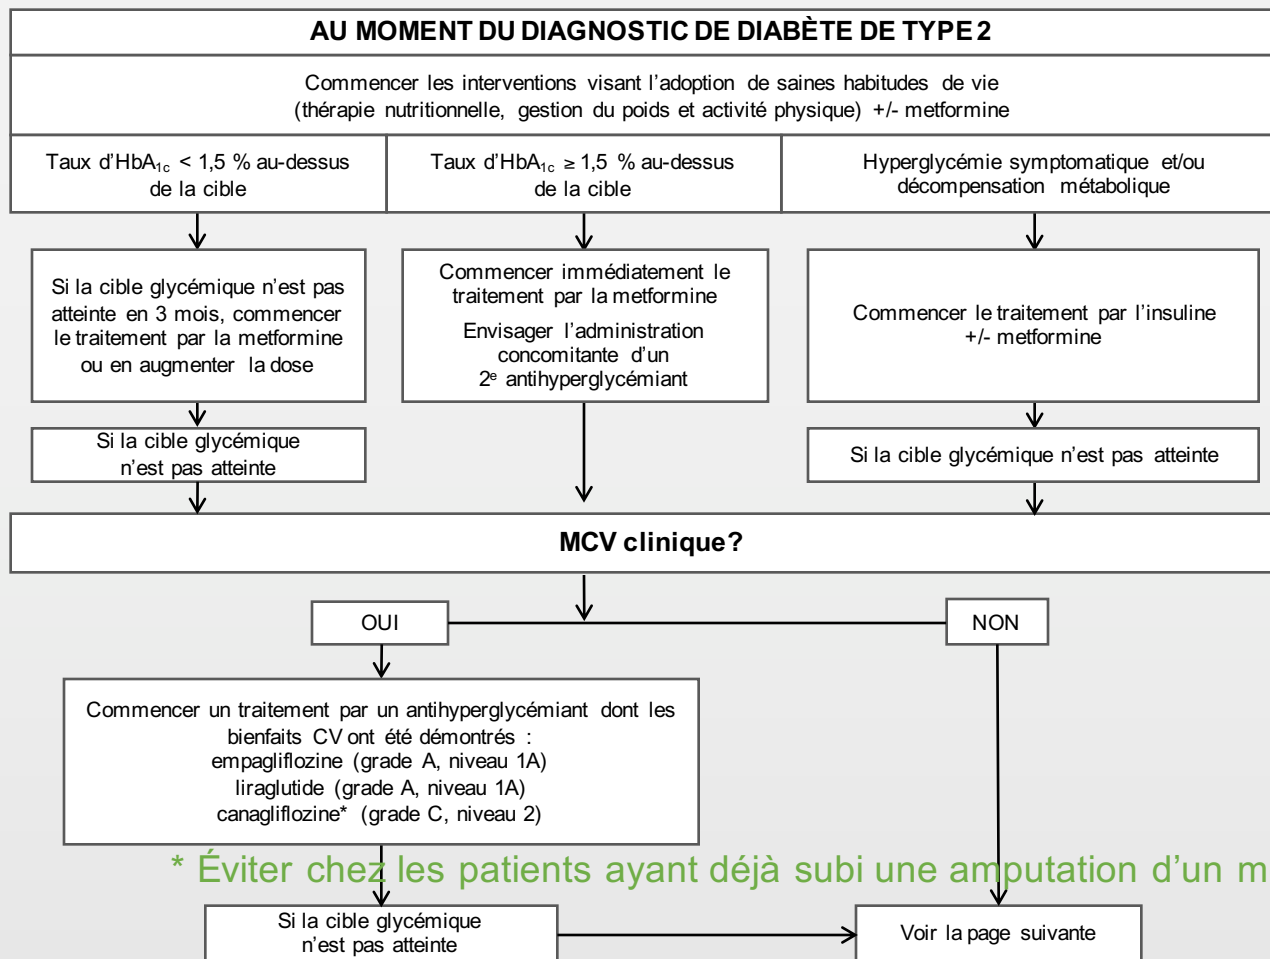 AU MOMENT DU DIAGNOSTIC DE DIABÈTE DE TYPE 2
Commencer les interventions visant l'adoption de saines habitudes de vie
(thérapie nutritionnelle, gestion du poids et activité physique) +/- metformine
Taux d'HbA1c < 1,5 % au-dessus
de la cible
Taux d'HbA1c ≥ 1,5 % au-dessus
de la cible
Hyperglycémie symptomatique et/ou
décompensation métabolique
Si la cible glycémique n'est pas
atteinte en 3 mois, commencer
le traitement par la metformine
ou en augmenter la dose
Commencer immédiatement le
traitement par la metformine
Envisager l'administration
concomitante d'un
2e antihyperglycémiant
Commencer le traitement par l'insuline
+/- metformine
Si la cible glycémique
n'est pas atteinte
Si la cible glycémique n'est pas atteinte
MCV clinique?
OUI
NON
Commencer un traitement par un antihyperglycémiant dont les
bienfaits CV ont été démontrés :
empagliflozine (grade A, niveau 1A)
liraglutide (grade A, niveau 1A)
canagliflozine* (grade C, niveau 2)
* Éviter chez les patients ayant déjà subi une amputation d'un m
Si la cible glycémique
n'est pas atteinte
Voir la page suivante